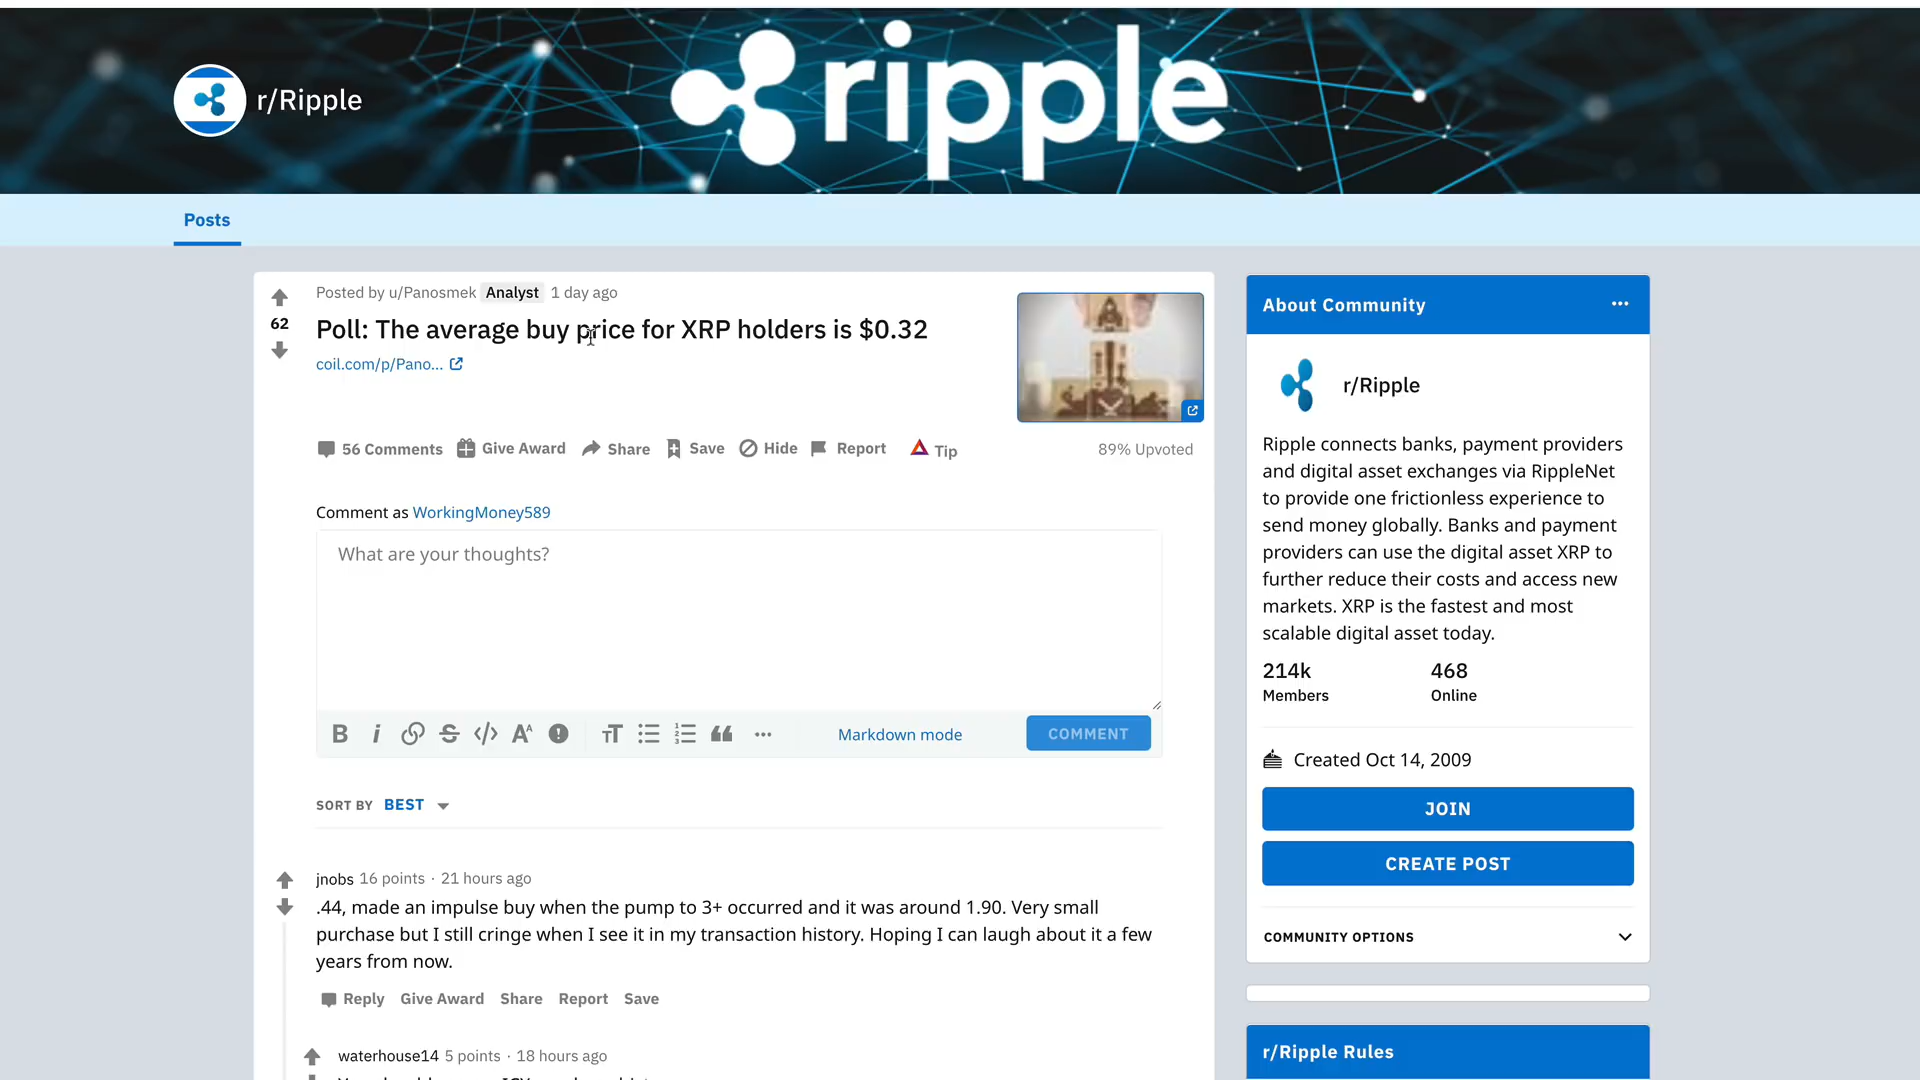 r/Ripple
ripple
Posts
Posted by u/Panosmek Analyst 1 day ago
62
Poll: The average buy price for XRP holders is $0.32
coil.com/p/Pano...
56 Comments Give Award Share Save Hide Report Tip 89% Upvoted
Comment as WorkingMoney589
What are your thoughts?
Markdown mode COMMENT
SORT BY BEST
jnobs 16 points · 21 hours ago
.44, made an impulse buy when the pump to 3+ occurred and it was around 1.90. Very small
purchase but I still cringe when I see it in my transaction history. Hoping I can laugh about it a few
years from now.
Reply Give Award Share Report Save
waterhouse14 5 points · 18 hours ago
About Community
r/Ripple
Ripple connects banks, payment providers
and digital asset exchanges via RippleNet
to provide one frictionless experience to
send money globally. Banks and payment
providers can use the digital asset XRP to
further reduce their costs and access new
markets. XRP is the fastest and most
scalable digital asset today.
214k 468
Members Online
Created Oct 14, 2009
JOIN
CREATE POST
COMMUNITY OPTIONS
r/Ripple Rules